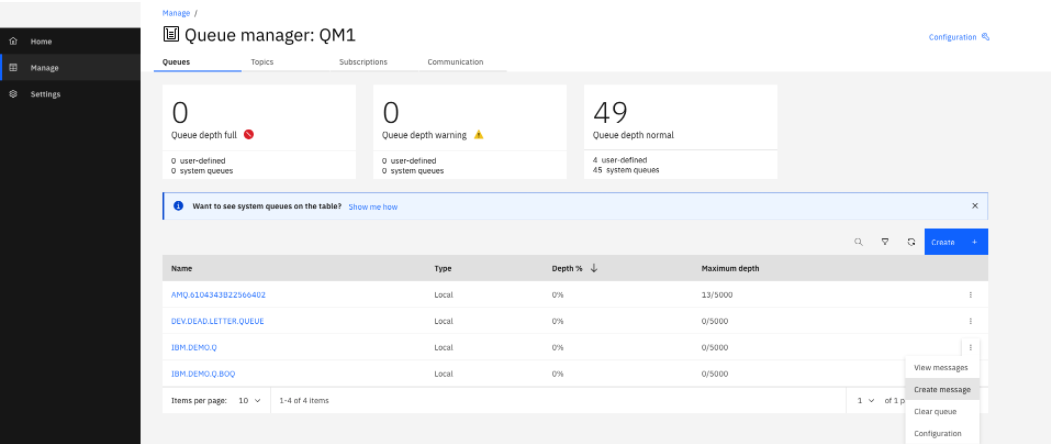 Manage /
Queue manager: QM1
Configuration
Home
Manage
Settings
Queues Topics Subscriptions Communication
0 0 49
Queue depth full Queue depth warning Queue depth normal
0 user-defined 0 user-defined 4 user-defined
0 system queues 0 system queues 45 system queues
Want to see system queues on the table? Show me how
Create +
Name Type Depth % Maximum depth
AMQ.6104343B22566402 Local 0% 13/5000
DEV.DEAD.LETTER.QUEUE Local 0% 0/5000
IBM.DEMO.Q Local 0% 0/5000
IBM.DEMO.Q.BOQ Local 0% 0/5000
Items per page: 10 1–4 of 4 items 1 of 1 p
View messages
Create message
Clear queue
Configuration